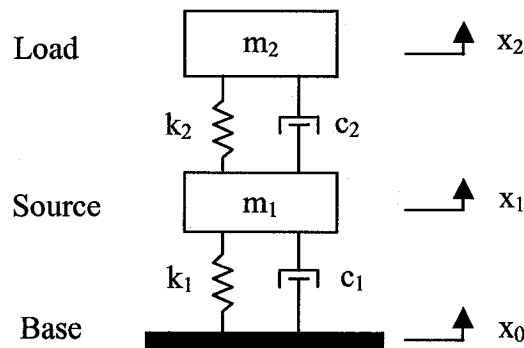 Load
m₂
x₂
k₂
c₂
Source
m₁
x₁
k₁
c₁
Base
x₀